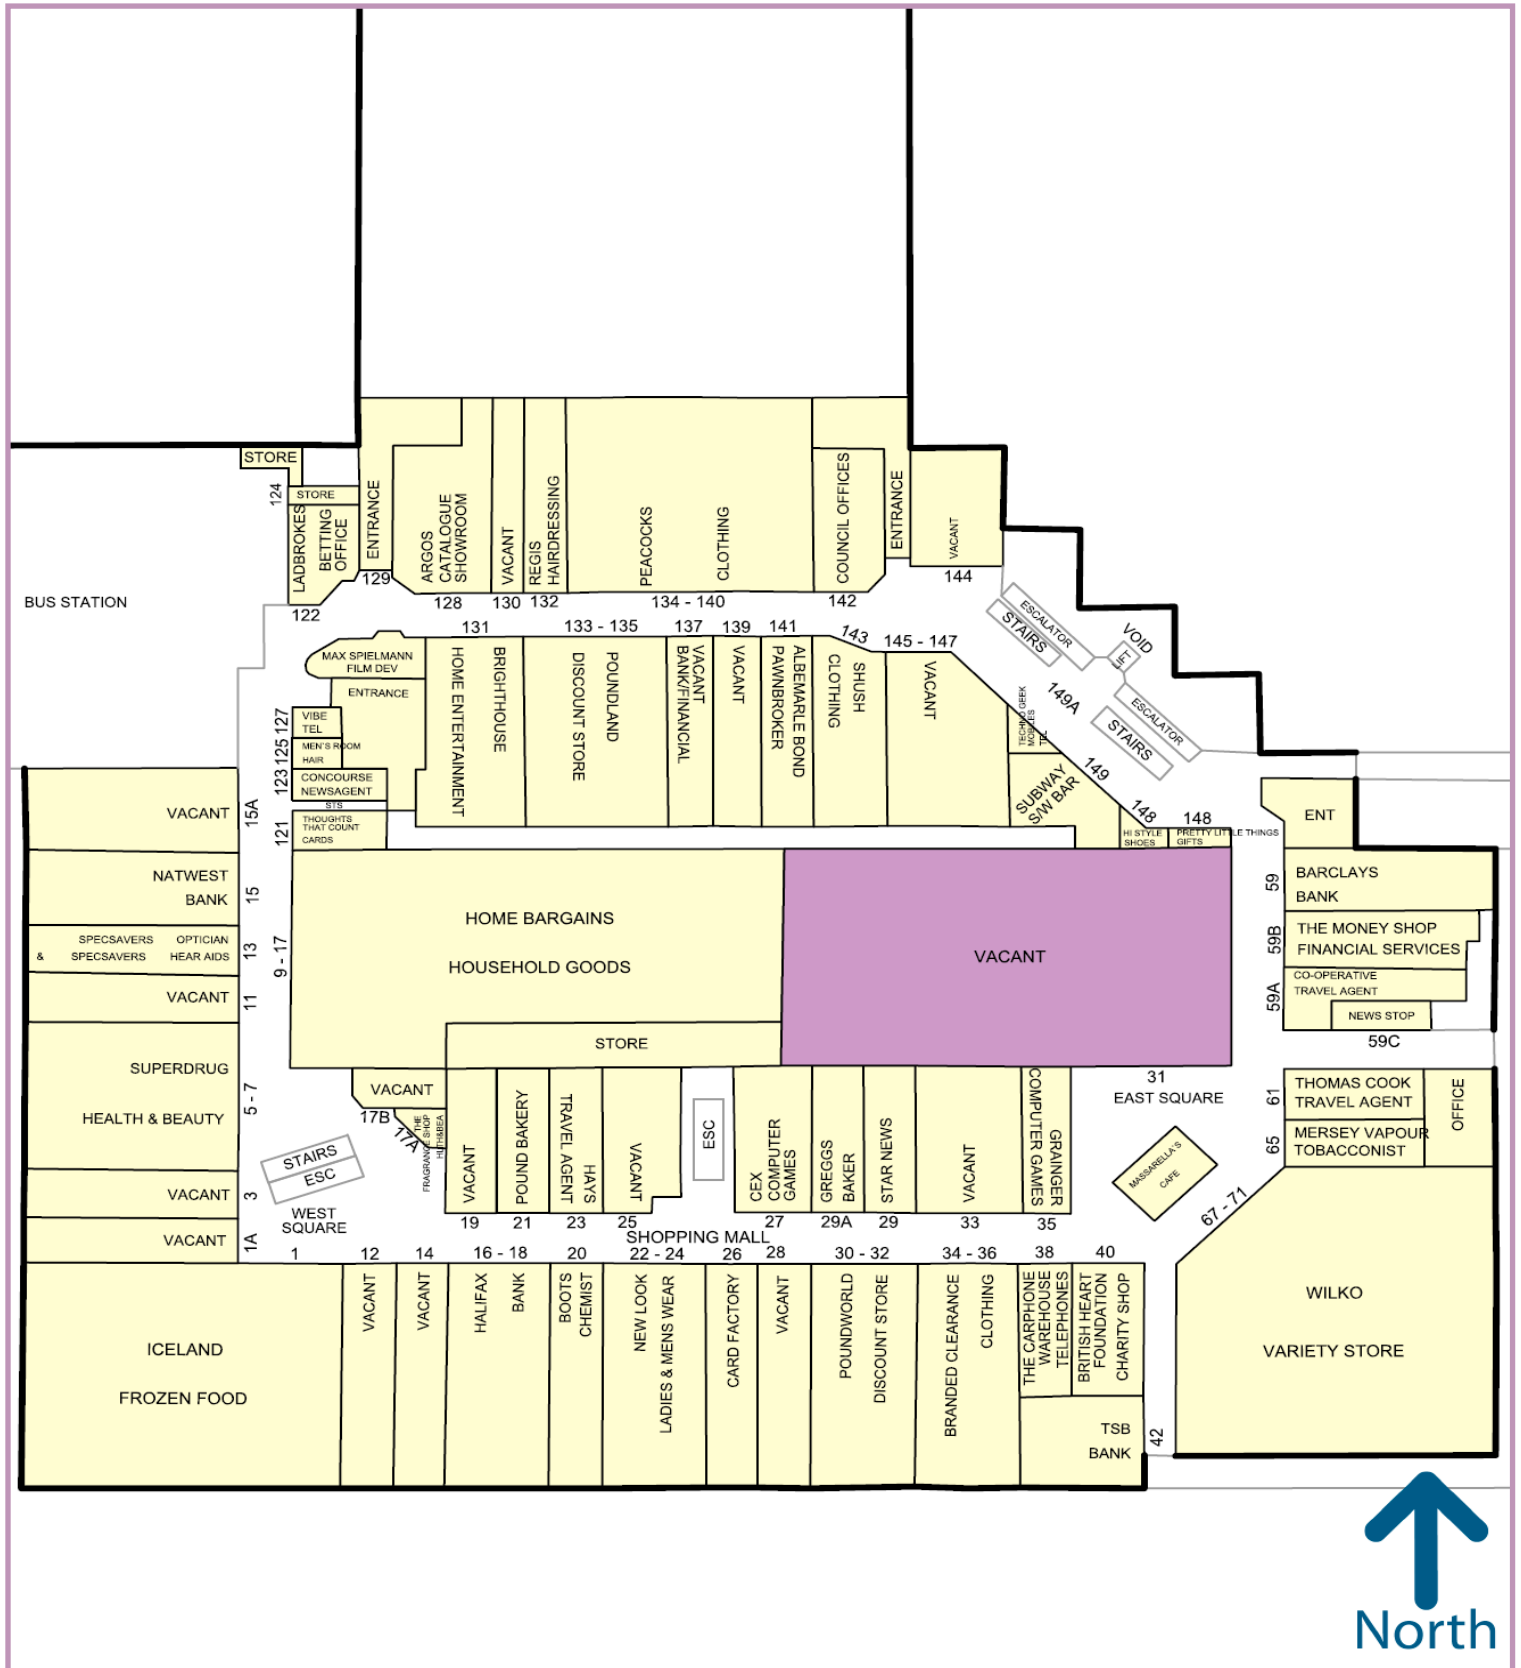 STORE
124
STORE
LADBROKES
BETTING
OFFICE
122
ENTRANCE
129
ARGOS
CATALOGUE
SHOWROOM
128
VACANT
130
REGIS
HAIRDRESSING
132
PEACOCKS
CLOTHING
134 - 140
COUNCIL OFFICES
142
ENTRANCE
VACANT
144
BUS STATION
ESCALATOR
STAIRS
VOID
LIFT
149A
ESCALATOR
STAIRS
MAX SPIELMANN
FILM DEV
ENTRANCE
131
HOME ENTERTAINMENT
BRIGHTHOUSE
133 - 135
DISCOUNT STORE
POUNDLAND
137
VACANT
BANK/FINANCIAL
139
VACANT
141
ALBEMARLE BOND
PAWNBROKER
143
SHUSH
CLOTHING
145 - 147
VACANT
TECHNO GEEK
MOBILES
TEL
149
SUBWAY
S/W BAR
148
HI STYLE
SHOES
148
PRETTY LITTLE THINGS
GIFTS
127
VIBE
TEL
125
MEN'S ROOM
HAIR
123
CONCOURSE
NEWSAGENT
STS
121
THOUGHTS
THAT COUNT
CARDS
VACANT
15A
NATWEST
BANK
15
SPECSAVERS OPTICIAN
& SPECSAVERS HEAR AIDS
13
VACANT
11
SUPERDRUG
HEALTH & BEAUTY
5 - 7
VACANT
3
VACANT
1A
9 - 17
HOME BARGAINS
HOUSEHOLD GOODS
STORE
VACANT
31
EAST SQUARE
ENT
59
BARCLAYS
BANK
59B
THE MONEY SHOP
FINANCIAL SERVICES
59A
CO-OPERATIVE
TRAVEL AGENT
NEWS STOP
59C
61
THOMAS COOK
TRAVEL AGENT
OFFICE
65
MERSEY VAPOUR
TOBACCONIST
MASSARELLA'S
CAFE
67 - 71
WILKO
VARIETY STORE
VACANT
17B
17A
THE
FRAGRANCE SHOP
HLTH&BEA
STAIRS
ESC
WEST
SQUARE
VACANT
19
POUND BAKERY
21
TRAVEL AGENT
HAYS
23
VACANT
25
ESC
CEX
COMPUTER
GAMES
27
GREGGS
BAKER
29A
STAR NEWS
29
VACANT
33
COMPUTER GAMES
GRAINGER
35
SHOPPING MALL
1
ICELAND
FROZEN FOOD
12
VACANT
14
VACANT
16 - 18
HALIFAX
BANK
20
BOOTS
CHEMIST
22 - 24
NEW LOOK
LADIES & MENS WEAR
26
CARD FACTORY
28
VACANT
30 - 32
POUNDWORLD
DISCOUNT STORE
34 - 36
BRANDED CLEARANCE
CLOTHING
38
THE CARPHONE
WAREHOUSE
TELEPHONES
40
BRITISH HEART
FOUNDATION
CHARITY SHOP
TSB
BANK
42
North